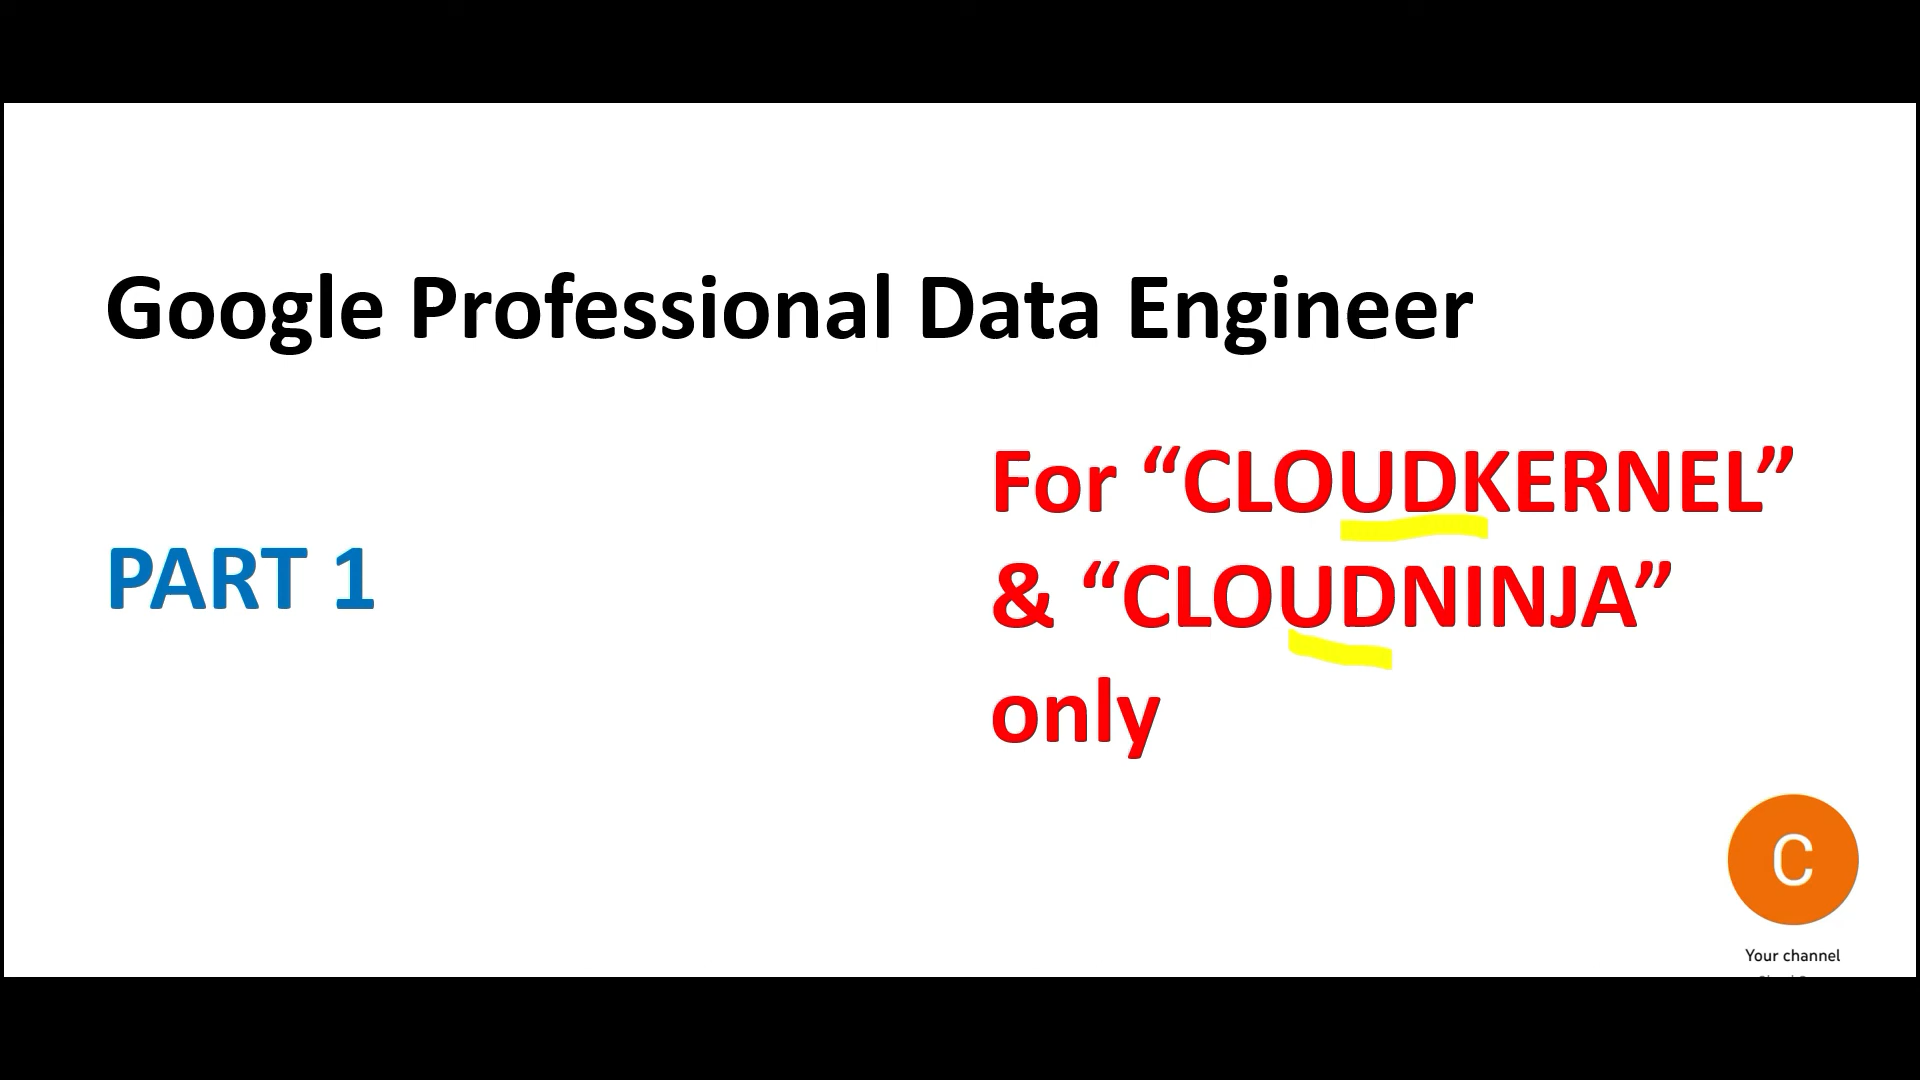 Google Professional Data Engineer
PART 1
For “CLOUDKERNEL”
& “CLOUDNINJA”
only
C
Your channel